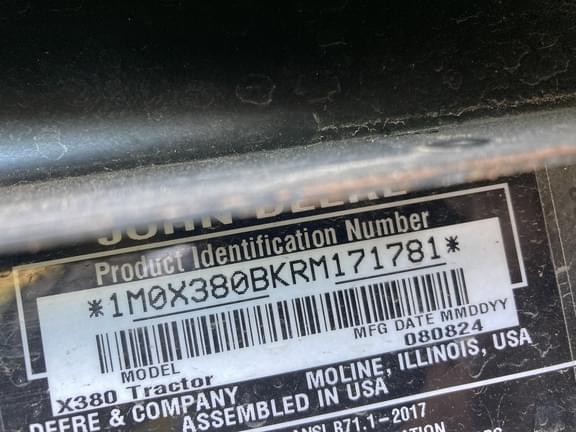 JOHN DEERE
Product Identification Number
*1M0X380BKRM171781*
MFG DATE MMDDYY
MODEL 080824
X380 Tractor
DEERE & COMPANY MOLINE, ILLINOIS, USA
ASSEMBLED IN USA
ANSI B71.1-2017